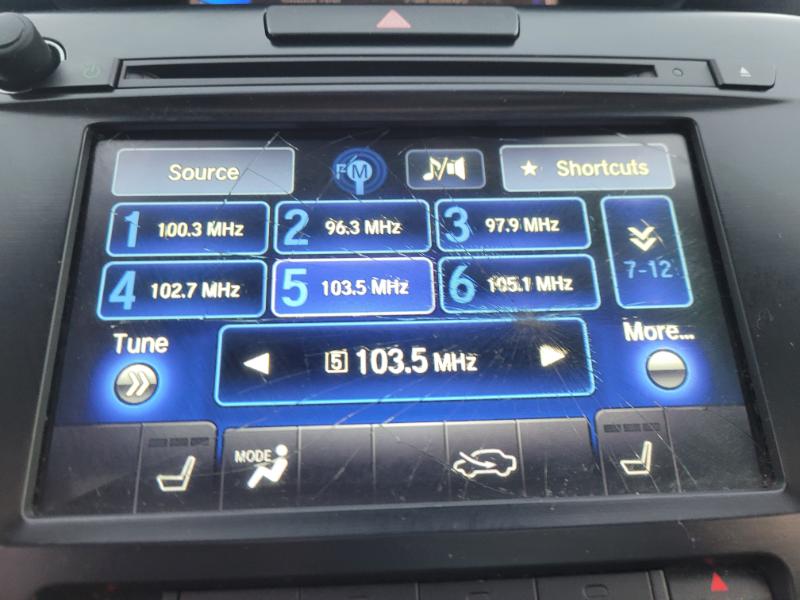 Source
FM
Shortcuts
1 100.3 MHz
2 96.3 MHz
3 97.9 MHz
7-12
4 102.7 MHz
5 103.5 MHz
6 105.1 MHz
Tune
More...
5 103.5 MHz
MODE